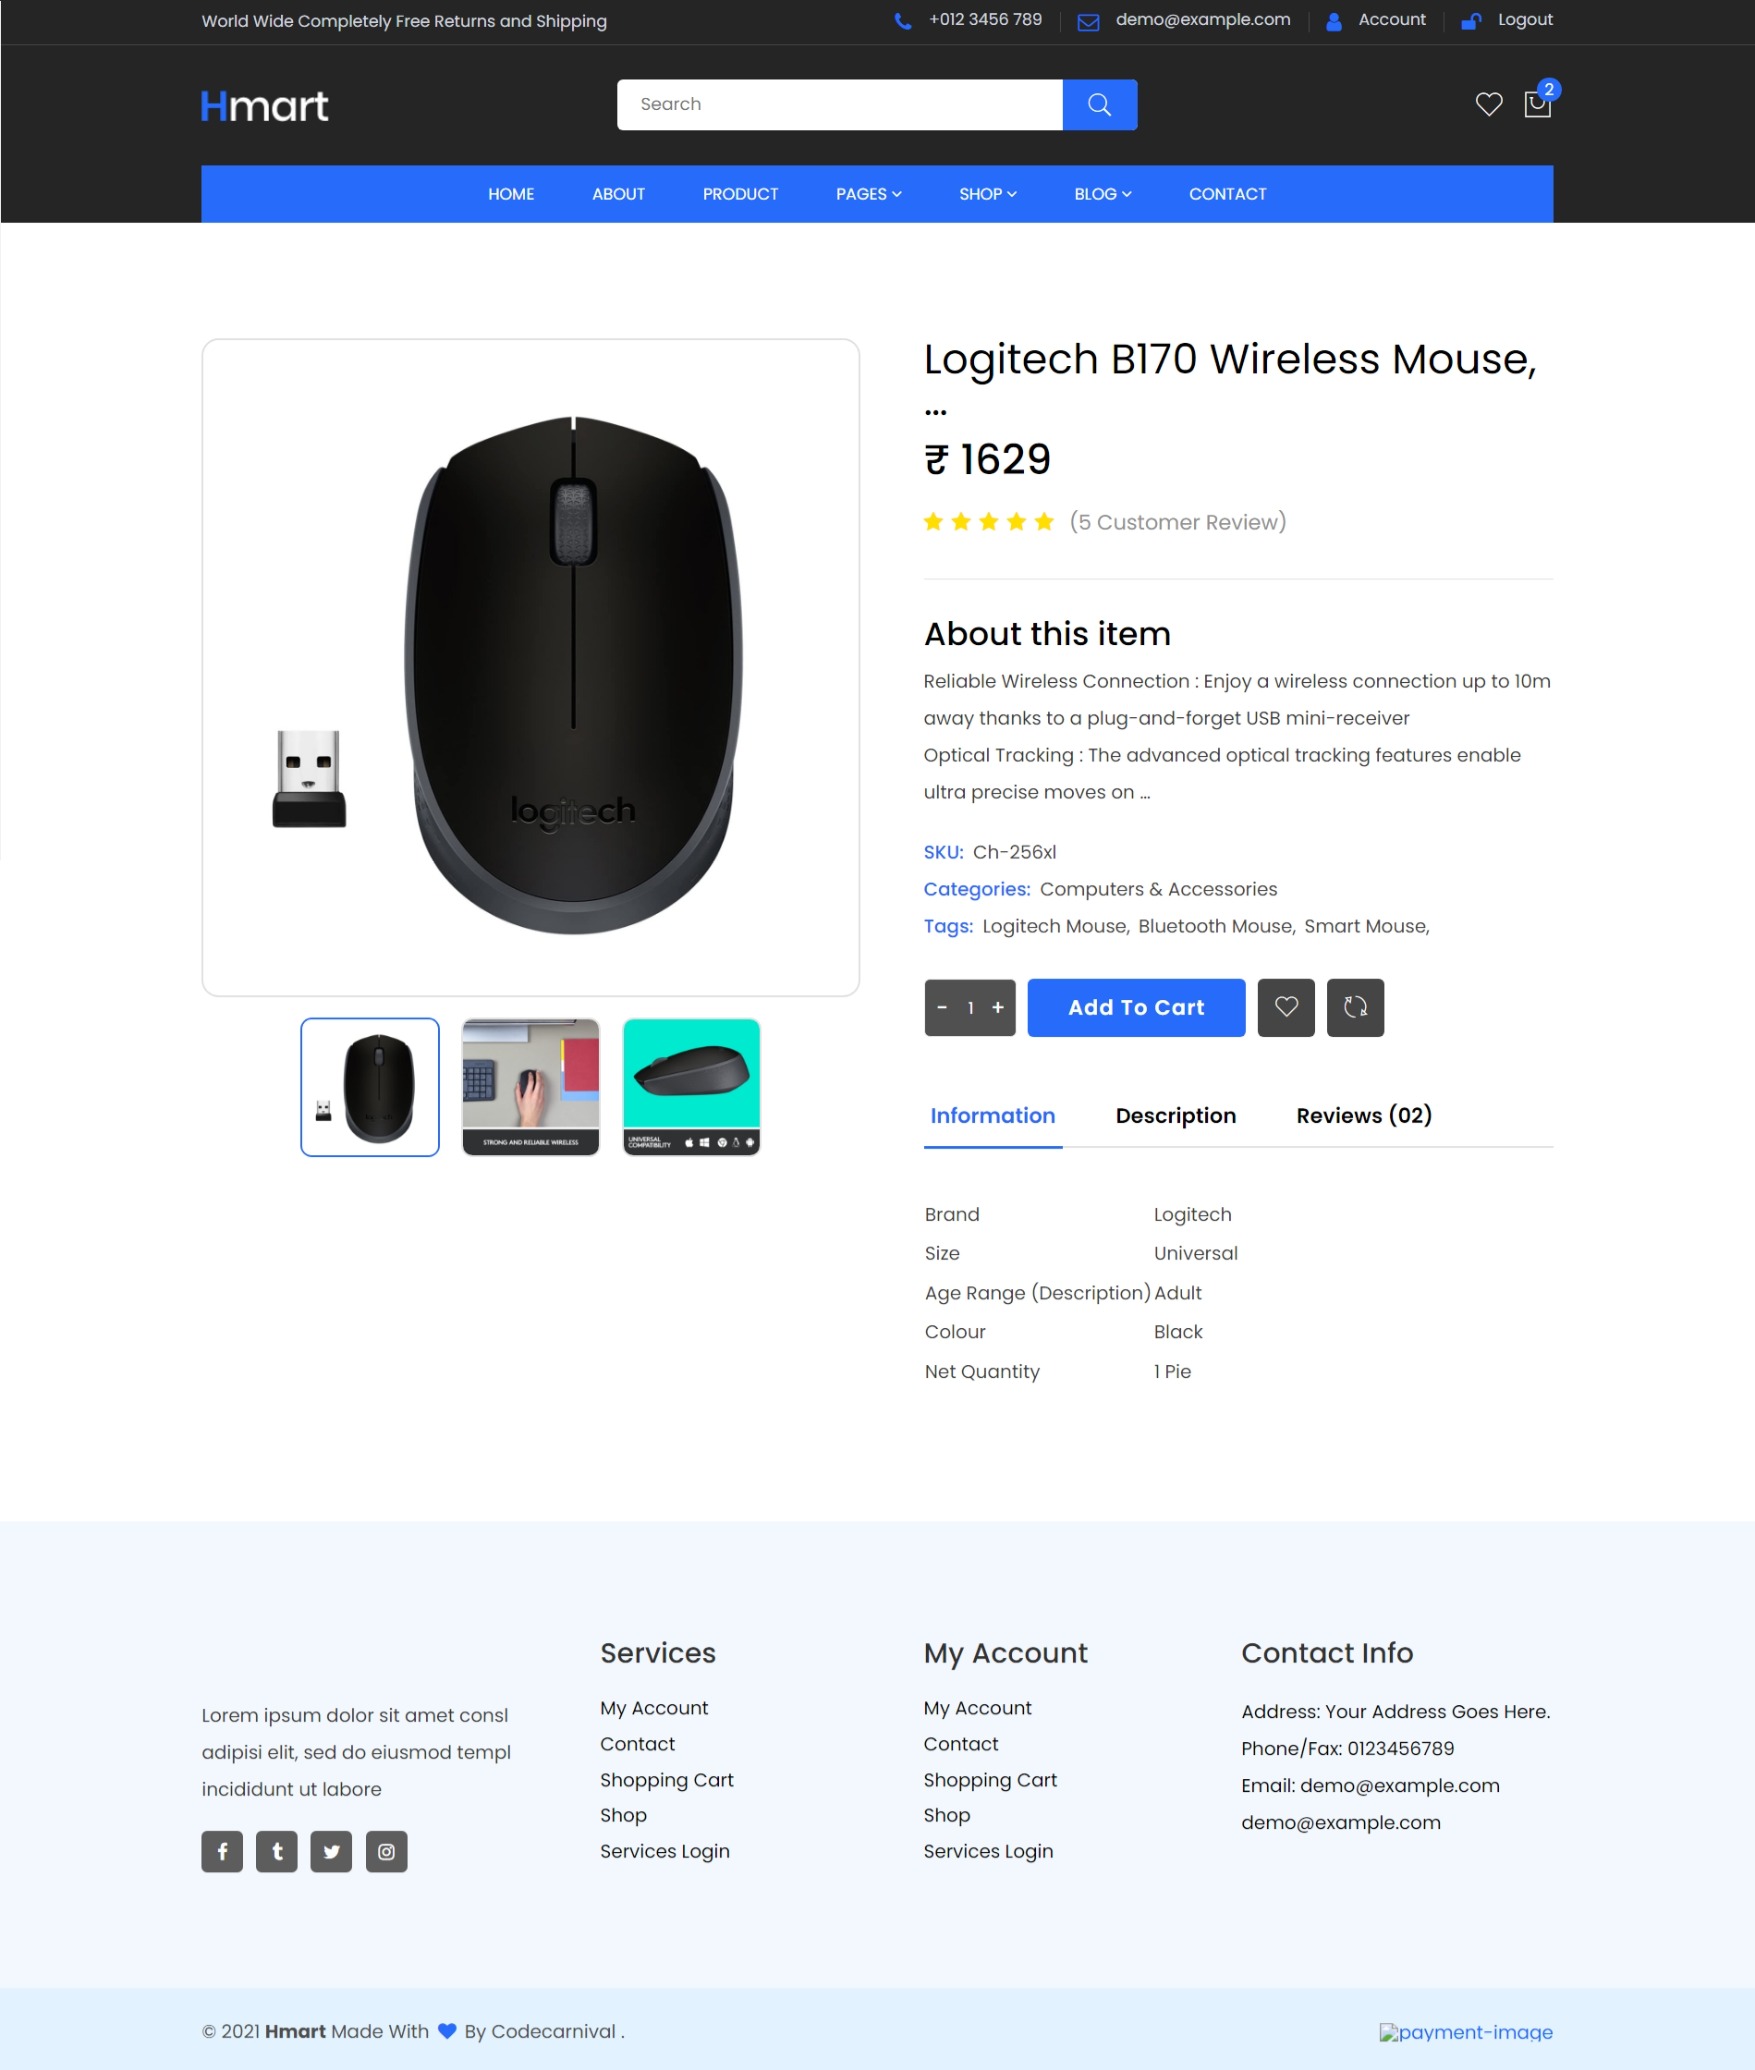 World Wide Completely Free Returns and Shipping
+012 3456 789
demo@example.com
Account
Logout
Hmart
Search
2
HOME
ABOUT
PRODUCT
PAGES
SHOP
BLOG
CONTACT
Logitech B170 Wireless Mouse,
...
₹ 1629
(5 Customer Review)
logitech
About this item
Reliable Wireless Connection : Enjoy a wireless connection up to 10m
away thanks to a plug-and-forget USB mini-receiver
Optical Tracking : The advanced optical tracking features enable
ultra precise moves on ...
SKU: Ch-256xl
Categories: Computers & Accessories
Tags: Logitech Mouse, Bluetooth Mouse, Smart Mouse,
- 1 +
Add To Cart
STRONG AND RELIABLE WIRELESS
UNIVERSAL
COMPATIBILITY
Information
Description
Reviews (02)
Brand Logitech
Size Universal
Age Range (Description) Adult
Colour Black
Net Quantity 1 Pie
Lorem ipsum dolor sit amet consl
adipisi elit, sed do eiusmod templ
incididunt ut labore
Services
My Account
Contact
Shopping Cart
Shop
Services Login
My Account
My Account
Contact
Shopping Cart
Shop
Services Login
Contact Info
Address: Your Address Goes Here.
Phone/Fax: 0123456789
Email: demo@example.com
demo@example.com
© 2021 Hmart Made With By Codecarnival .
payment-image